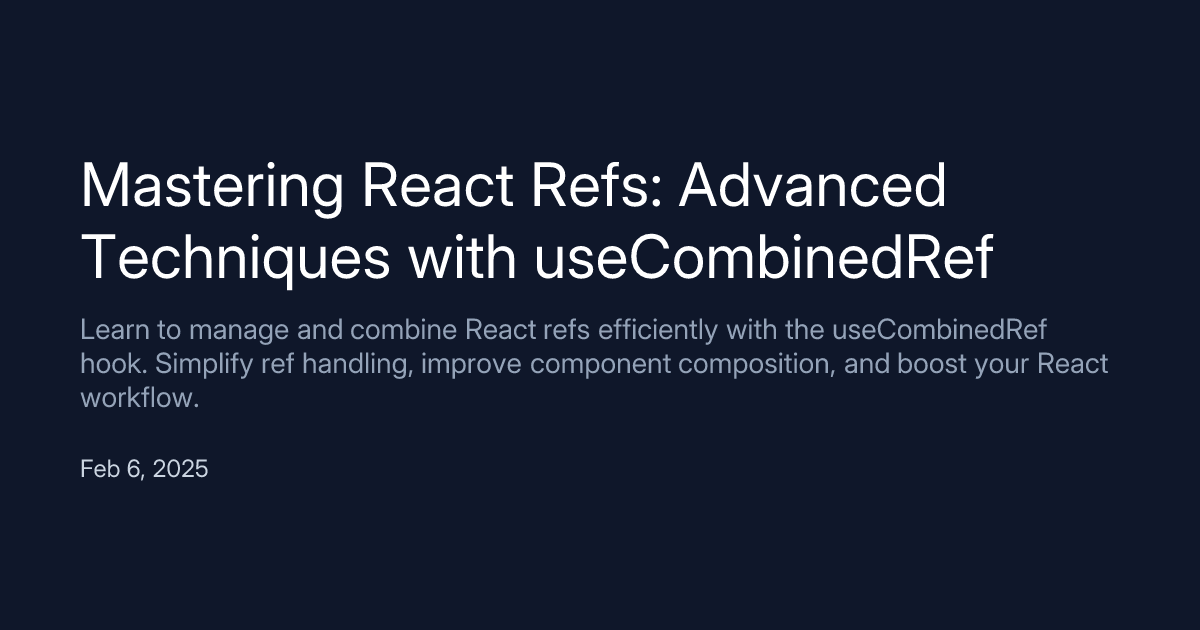 Mastering React Refs: Advanced
Techniques with useCombinedRef
Learn to manage and combine React refs efficiently with the useCombinedRef
hook. Simplify ref handling, improve component composition, and boost your React
workflow.
Feb 6, 2025